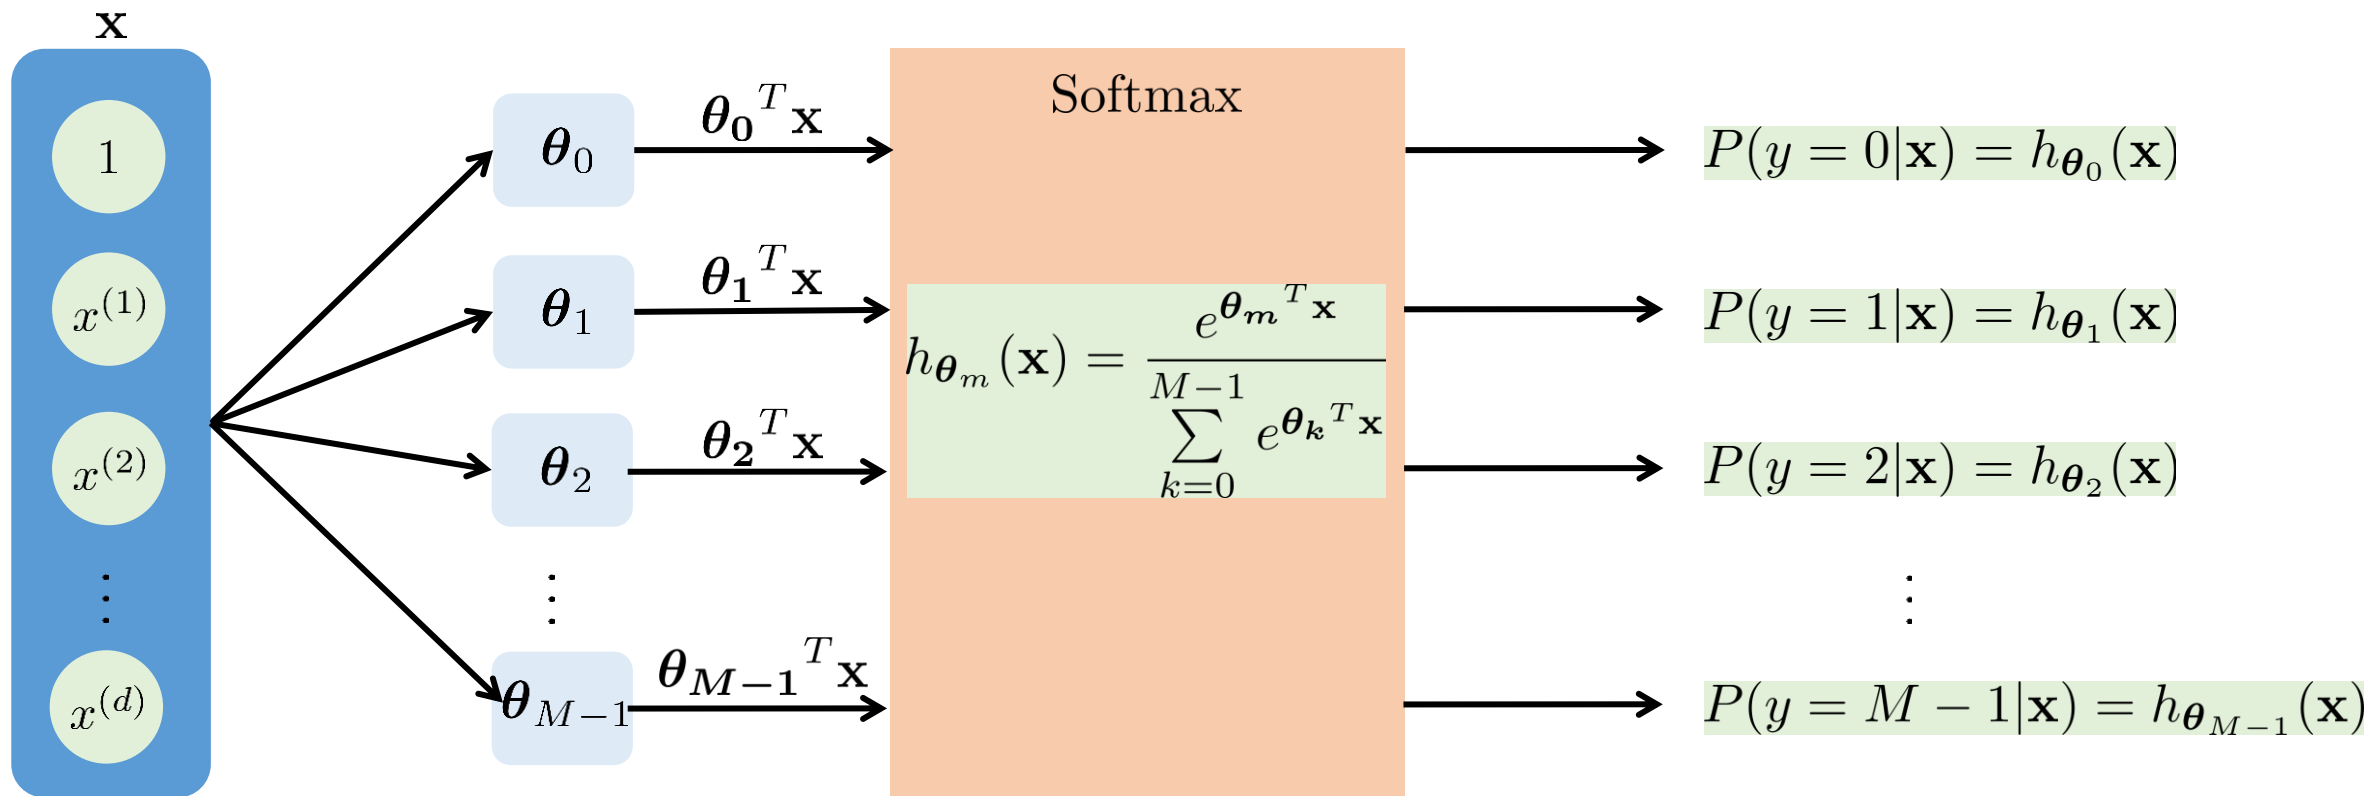 x
1
x^{(1)}
x^{(2)}
⋮
x^{(d)}
θ_0
θ_1
θ_2
⋮
θ_{M−1}
θ_0^T x
θ_1^T x
θ_2^T x
θ_{M−1}^T x
Softmax
h_{θ_m}(x) = \frac{e^{θ_m^T x}}{\sum_{k=0}^{M−1} e^{θ_k^T x}}
P(y = 0|x) = h_{θ_0}(x)
P(y = 1|x) = h_{θ_1}(x)
P(y = 2|x) = h_{θ_2}(x)
⋮
P(y = M − 1|x) = h_{θ_{M−1}}(x)